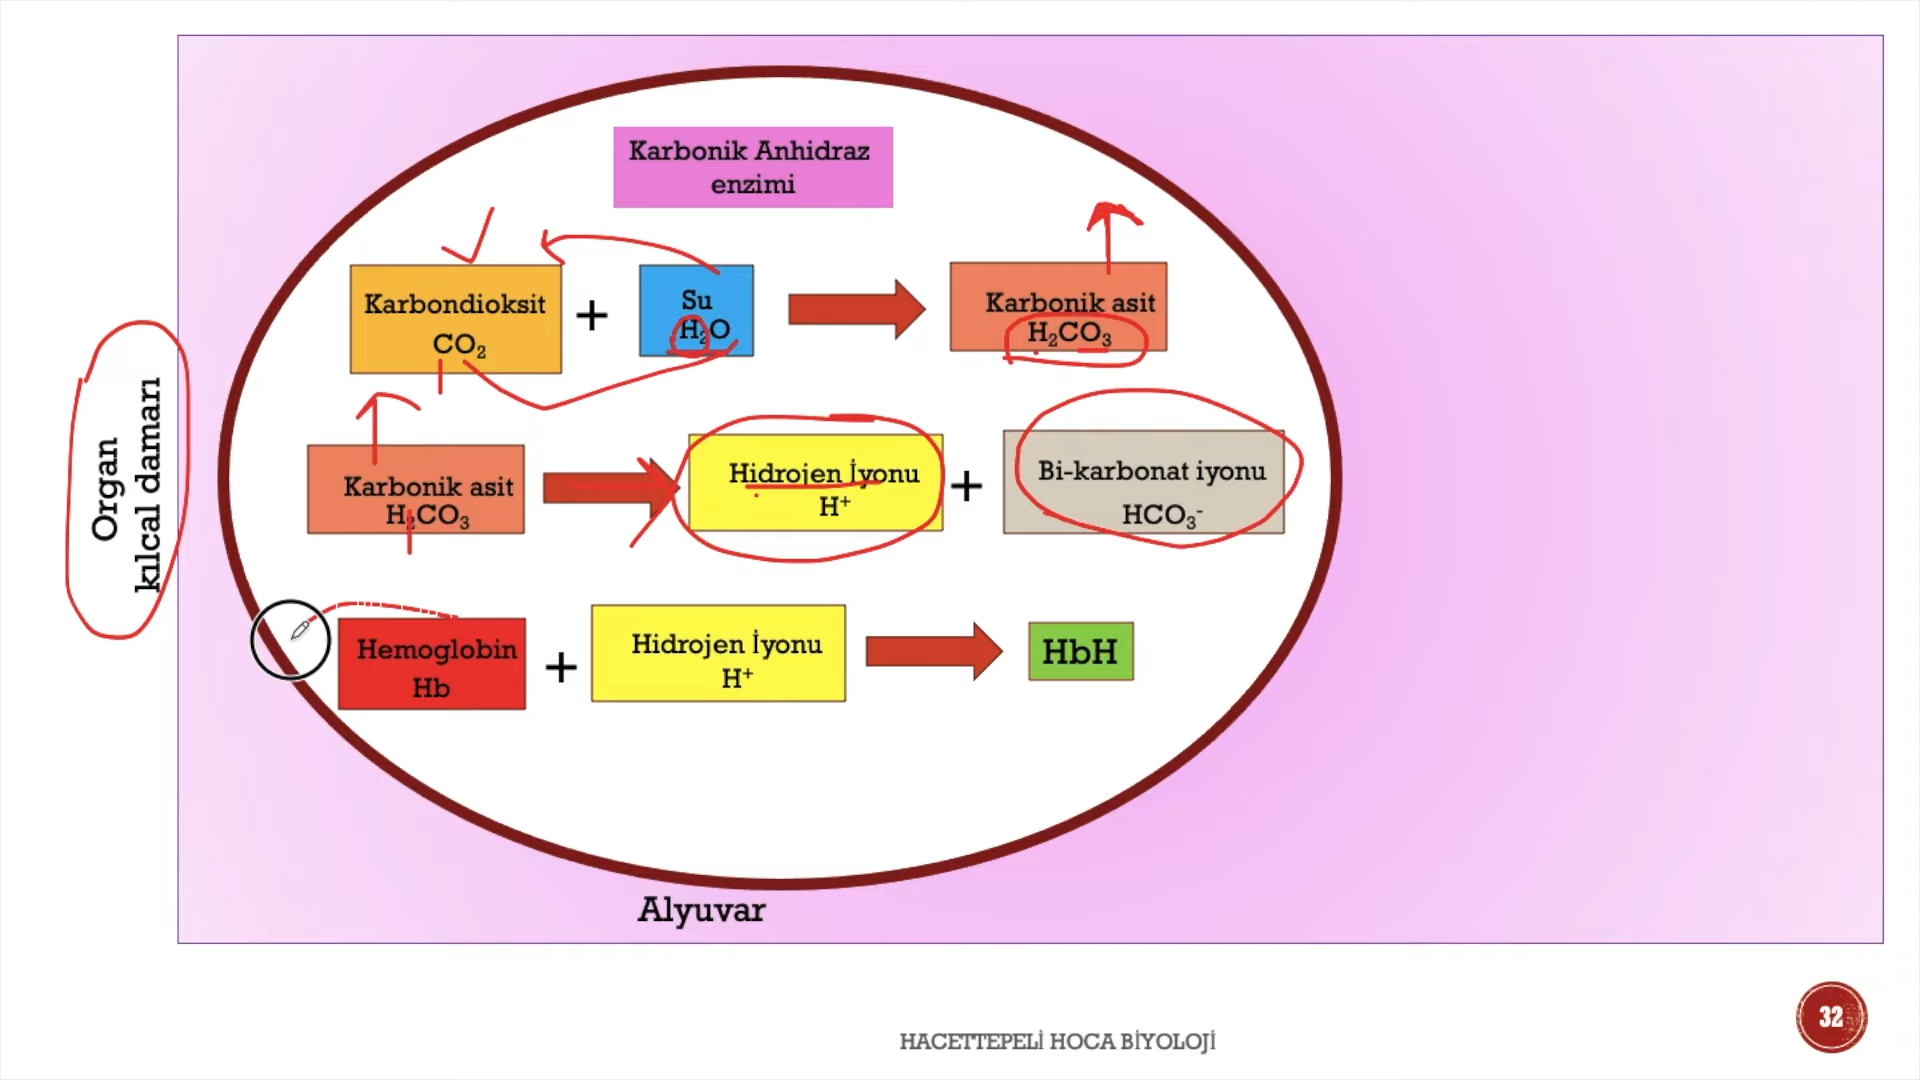 Karbonik Anhidraz
enzimi
Karbondioksit
CO₂
+
Su
H₂O
Karbonik asit
H₂CO₃
Organ
kılcal damarı
Karbonik asit
H₂CO₃
Hidrojen İyonu
H⁺
+
Bi-karbonat iyonu
HCO₃⁻
Hemoglobin
Hb
+
Hidrojen İyonu
H⁺
HbH
Alyuvar
32
HACETTEPELİ HOCA BİYOLOJİ